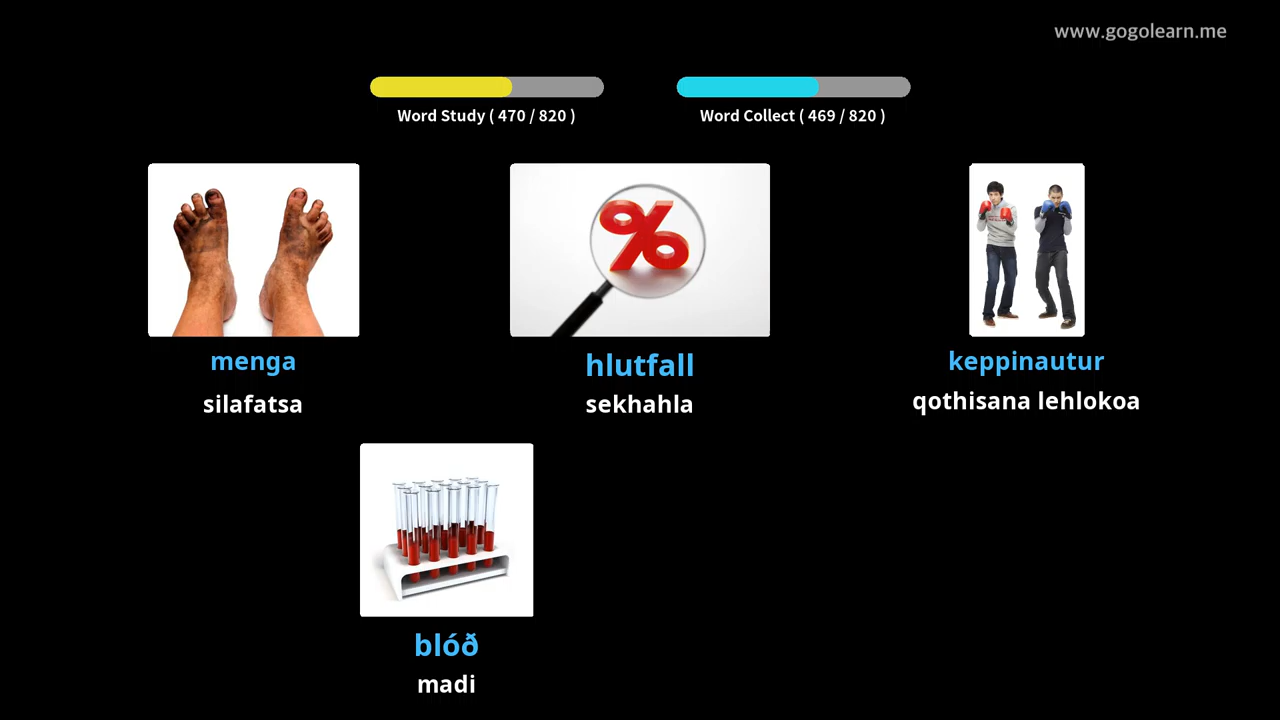 www.gogolearn.me
Word Study ( 470 / 820 )
Word Collect ( 469 / 820 )
%
menga
hlutfall
keppinautur
silafatsa
sekhahla
qothisana lehlokoa
blóð
madi